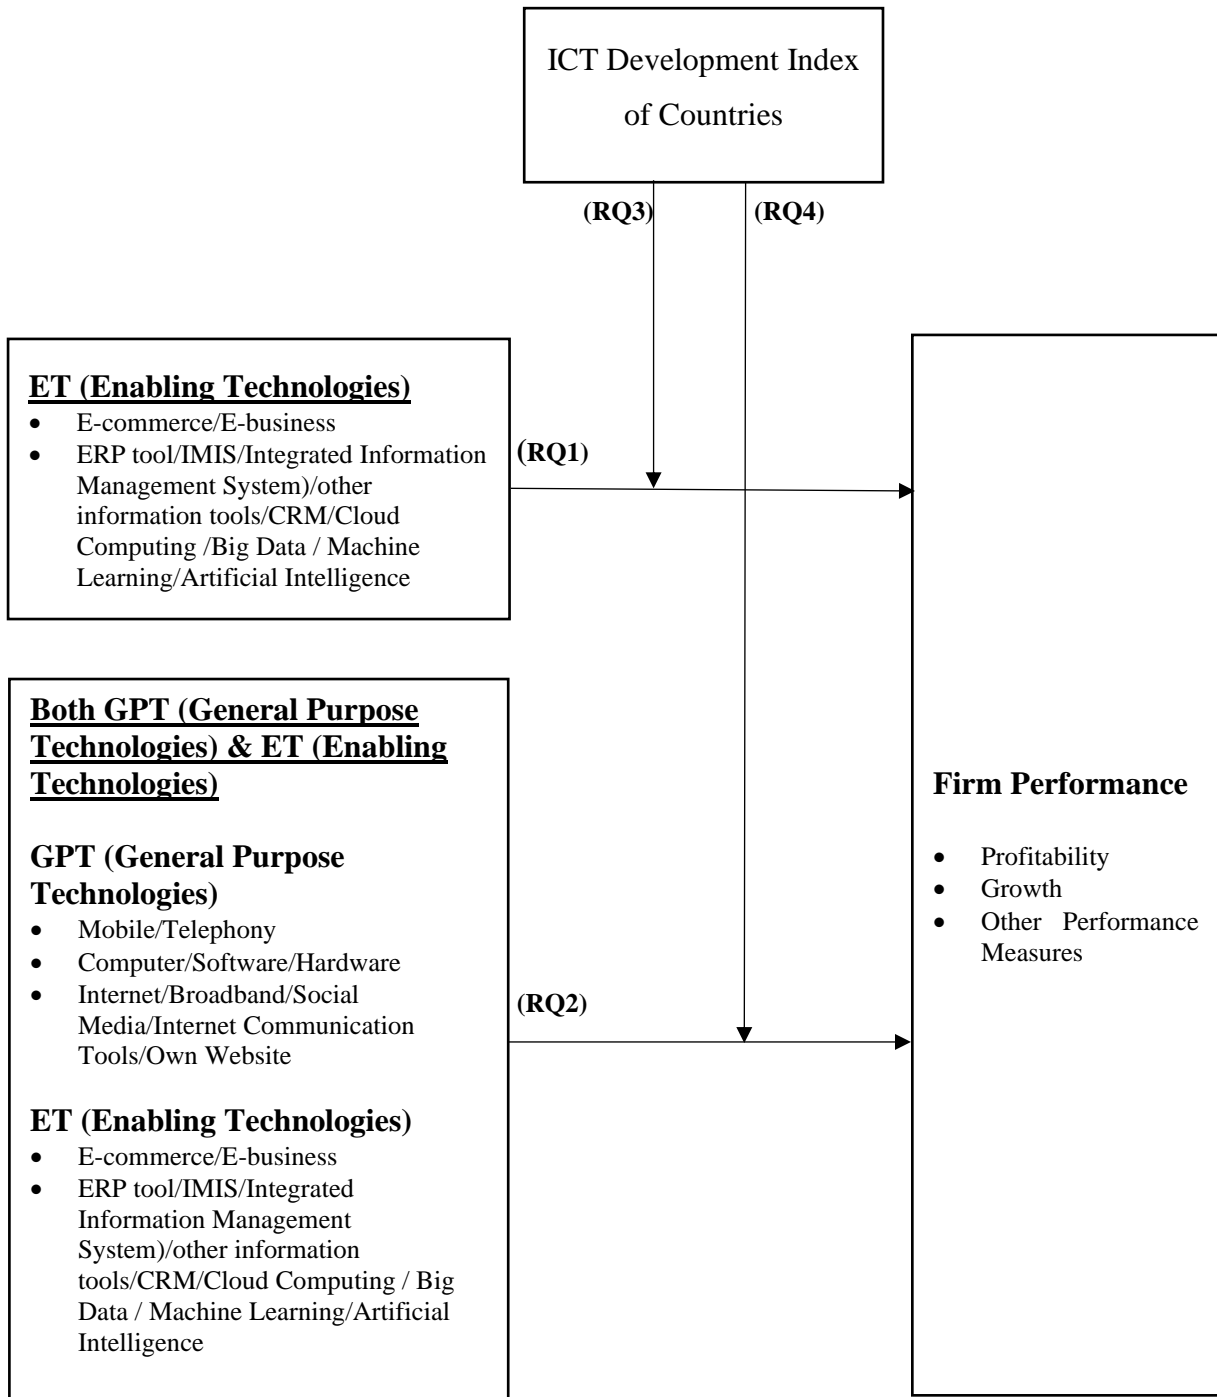 ICT Development Index
of Countries
(RQ3)
(RQ4)
ET (Enabling Technologies)
• E-commerce/E-business
• ERP tool/IMIS/Integrated Information
Management System)/other
information tools/CRM/Cloud
Computing /Big Data / Machine
Learning/Artificial Intelligence
(RQ1)
Both GPT (General Purpose
Technologies) & ET (Enabling
Technologies)
GPT (General Purpose
Technologies)
• Mobile/Telephony
• Computer/Software/Hardware
• Internet/Broadband/Social
Media/Internet Communication
Tools/Own Website
ET (Enabling Technologies)
• E-commerce/E-business
• ERP tool/IMIS/Integrated
Information Management
System)/other information
tools/CRM/Cloud Computing / Big
Data / Machine Learning/Artificial
Intelligence
(RQ2)
Firm Performance
• Profitability
• Growth
• Other Performance
Measures